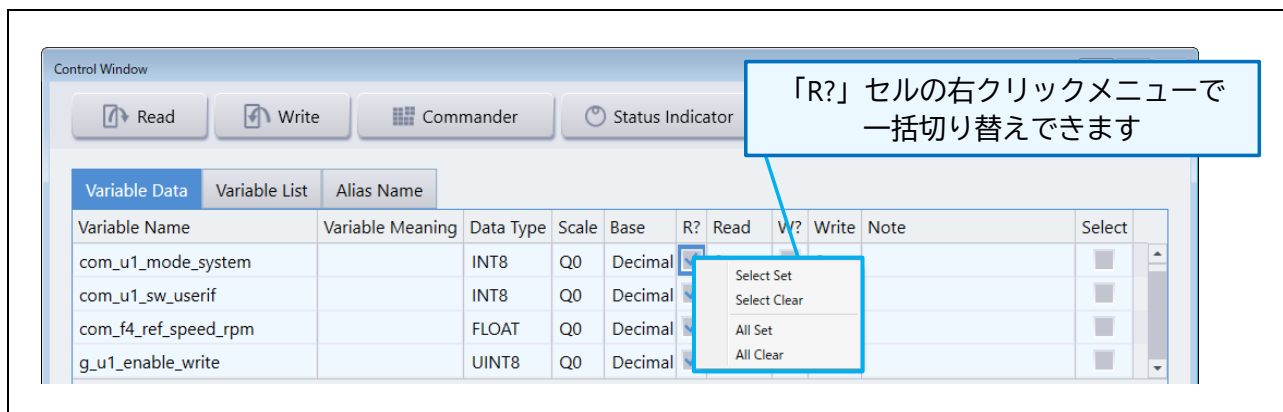 Control Window
「R?」セルの右クリックメニューで
一括切り替えできます
Read Write Commander Status Indicator
Variable Data Variable List Alias Name
Variable Name Variable Meaning Data Type Scale Base R? Read W? Write Note Select
com_u1_mode_system INT8 Q0 Decimal
com_u1_sw_userif INT8 Q0 Decimal
com_f4_ref_speed_rpm FLOAT Q0 Decimal
g_u1_enable_write UINT8 Q0 Decimal
Select Set
Select Clear
All Set
All Clear